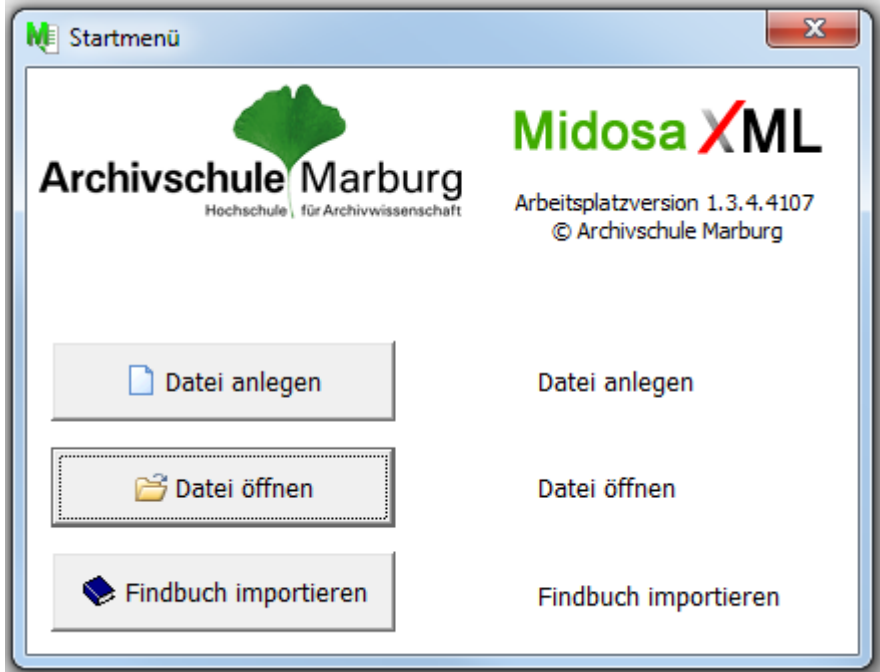 Startmenü
Archivschule Marburg
Hochschule für Archivwissenschaft
Midosa XML
Arbeitsplatzversion 1.3.4.4107
© Archivschule Marburg
Datei anlegen
Datei anlegen
Datei öffnen
Datei öffnen
Findbuch importieren
Findbuch importieren